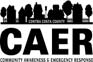 CONTRA COSTA COUNTY
CAER
COMMUNITY AWARENESS & EMERGENCY RESPONSE